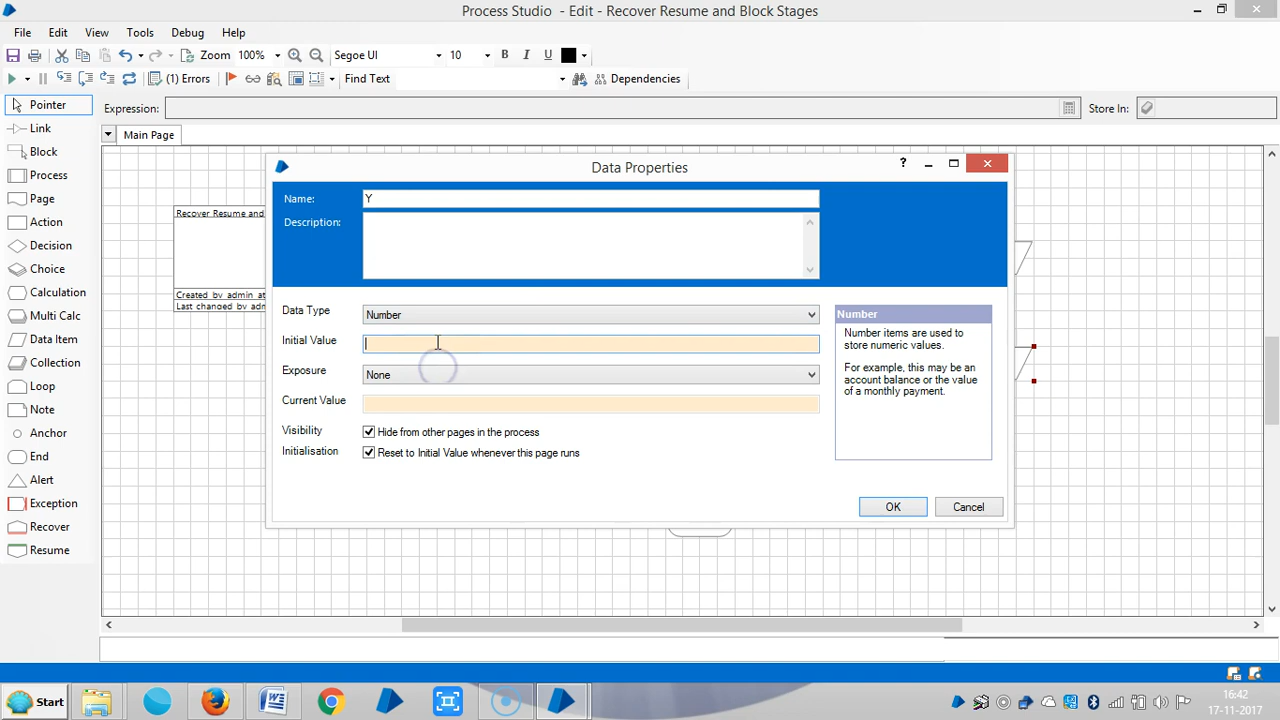 Process Studio - Edit - Recover Resume and Block Stages
File Edit View Tools Debug Help
Zoom 100% Segoe UI 10 B I U
(1) Errors Find Text Dependencies
Pointer Expression: Store In:
Link
Main Page
Block
Process
Page
Action
Decision
Choice
Calculation
Multi Calc
Data Item
Collection
Loop
Note
Anchor
End
Alert
Exception
Recover
Resume
Recover Resume and
Created by admin at
Last changed by adm
Data Properties
?
Name: Y
Description:
Data Type Number
Initial Value
Exposure None
Current Value
Visibility Hide from other pages in the process
Initialisation Reset to Initial Value whenever this page runs
Number
Number items are used to
store numeric values.
For example, this may be an
account balance or the value
of a monthly payment.
OK Cancel
Start
16:42
17-11-2017